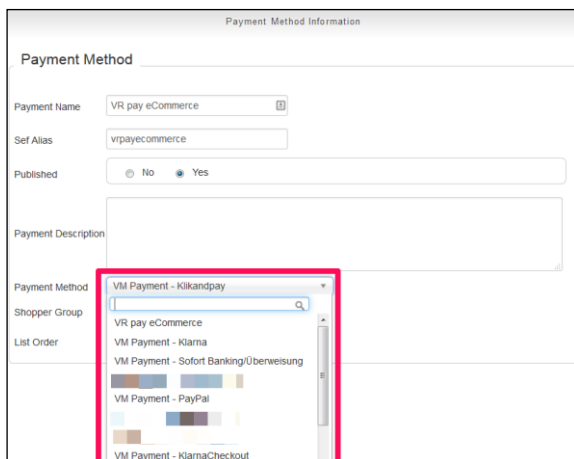 Payment Method Information
Payment Method
Payment Name VR pay eCommerce
Sef Alias vrpayecommerce
Published No Yes
Payment Description
Payment Method VM Payment - Klikandpay
Shopper Group
VR pay eCommerce
List Order VM Payment - Klarna
VM Payment - Sofort Banking/Überweisung
VM Payment - PayPal
VM Payment - KlarnaCheckout